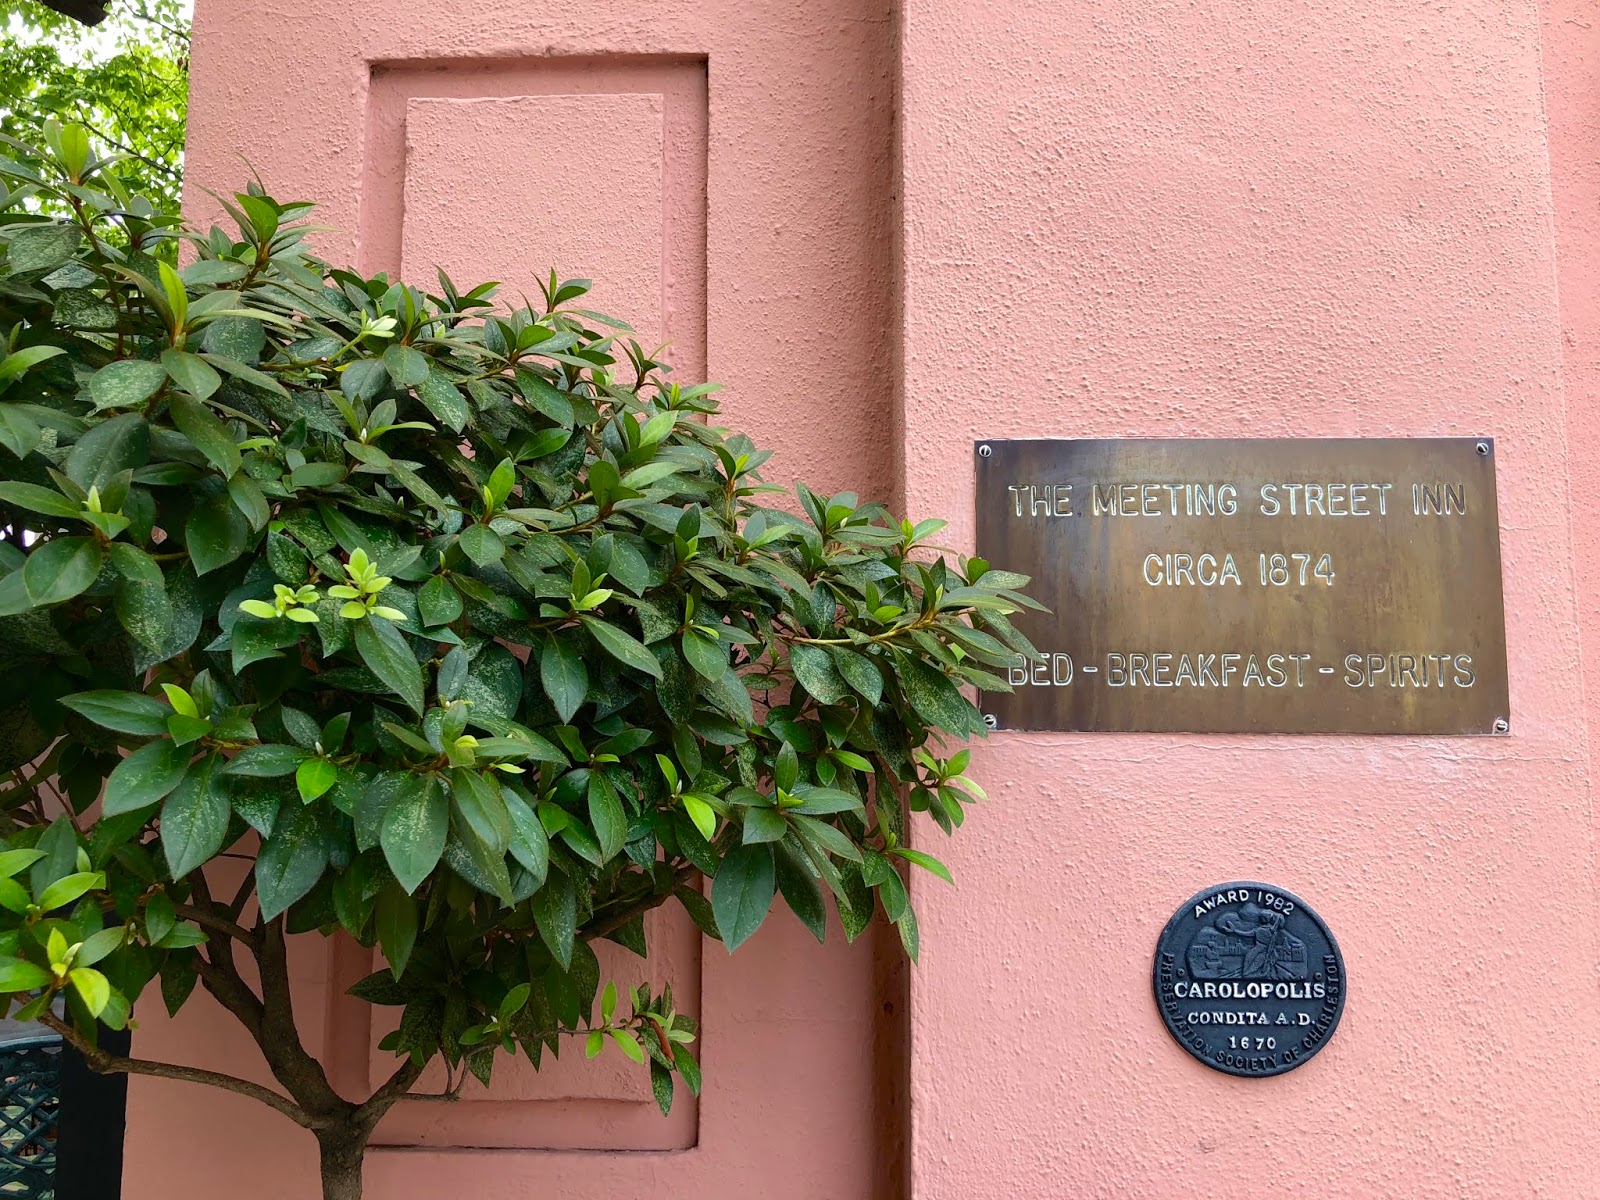 THE MEETING STREET INN
CIRCA 1874
BED - BREAKFAST - SPIRITS
AWARD 1982
CAROLOPOLIS
CONDITA A.D.
1670
PRESERVATION SOCIETY OF CHARLESTON